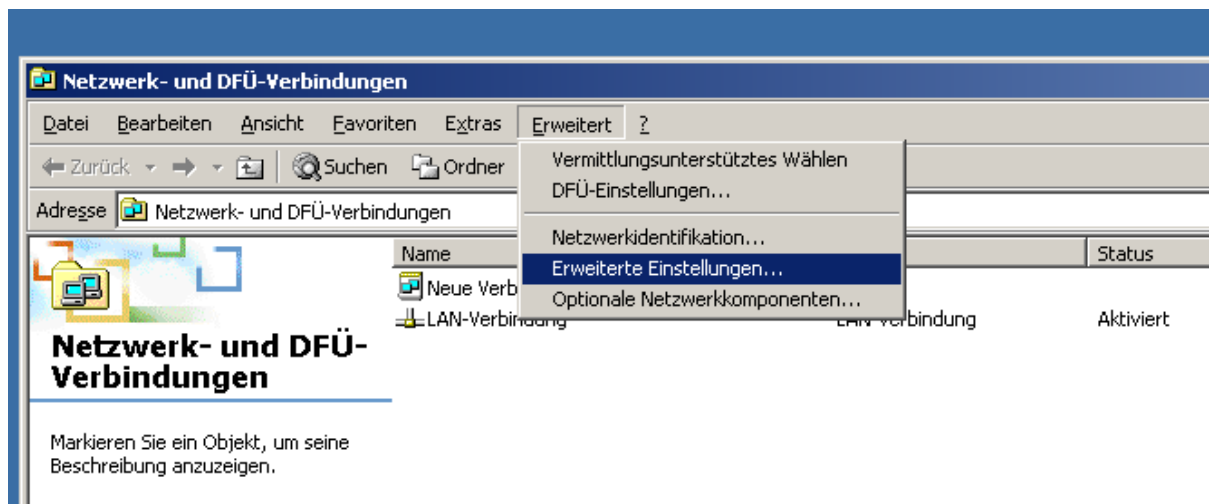 Netzwerk- und DFÜ-Verbindungen
Datei Bearbeiten Ansicht Favoriten Extras Erweitert ?
Zurück Suchen Ordner
Vermittlungsunterstütztes Wählen
DFÜ-Einstellungen...
Netzwerkidentifikation...
Erweiterte Einstellungen...
Optionale Netzwerkkomponenten...
Adresse Netzwerk- und DFÜ-Verbindungen
Name Status
Neue Verb
LAN-Verbindung LAN-Verbindung Aktiviert
Netzwerk- und DFÜ-
Verbindungen
Markieren Sie ein Objekt, um seine
Beschreibung anzuzeigen.